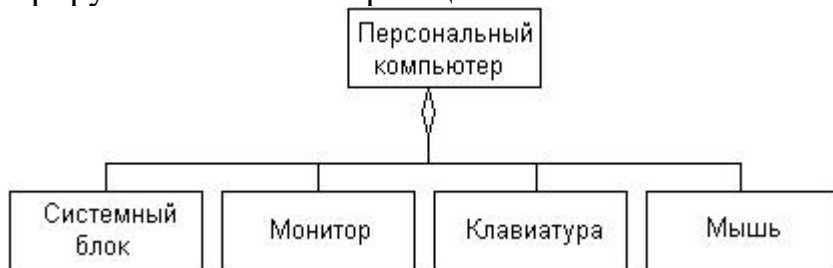 Персональный
компьютер
Системный
блок
Монитор
Клавиатура
Мышь